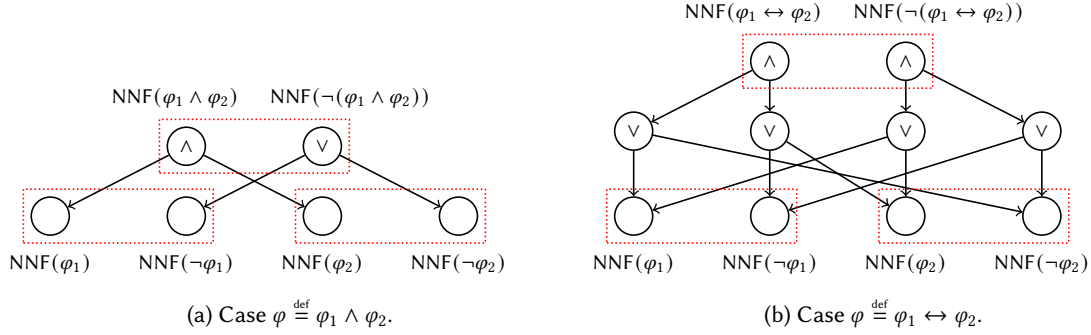 NNF(φ₁ ↔ φ₂) NNF(¬(φ₁ ↔ φ₂))
∧ ∧
NNF(φ₁ ∧ φ₂) NNF(¬(φ₁ ∧ φ₂))
∧ ∨
∨ ∨ ∨ ∨
NNF(φ₁) NNF(¬φ₁) NNF(φ₂) NNF(¬φ₂)
NNF(φ₁) NNF(¬φ₁) NNF(φ₂) NNF(¬φ₂)
(a) Case φ ≝ φ₁ ∧ φ₂.
(b) Case φ ≝ φ₁ ↔ φ₂.